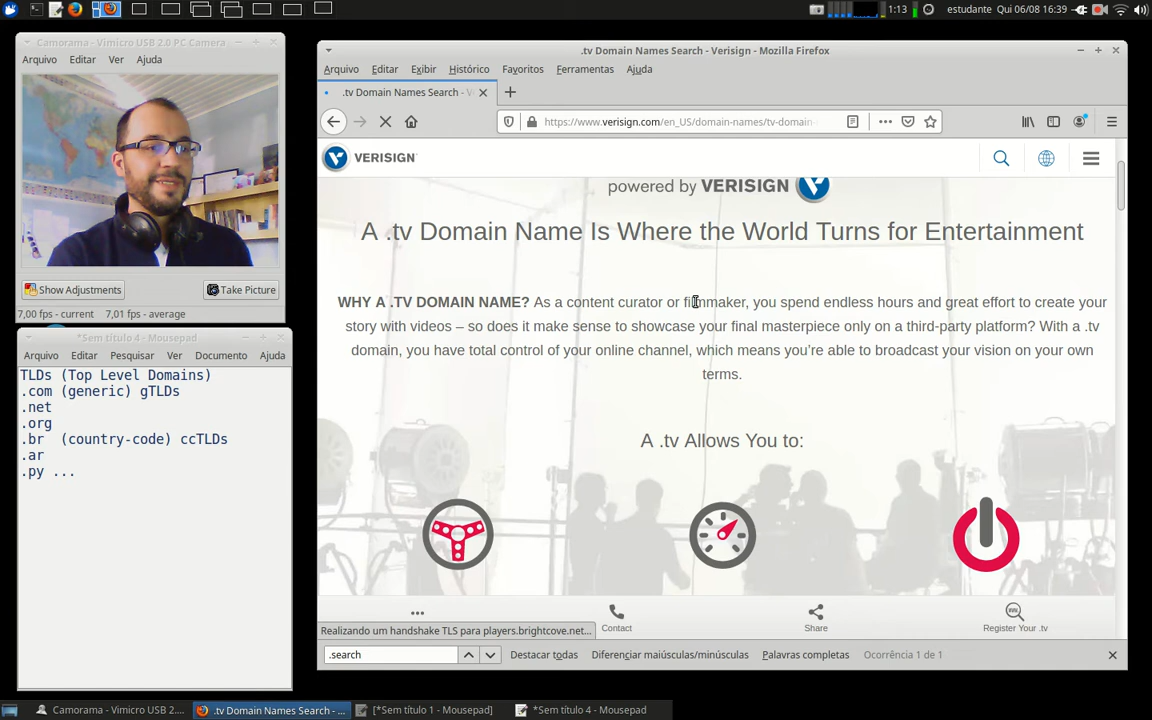 1:13 estudante Qui 06/08 16:39
Camorama - Vimicro USB 2.0 PC Camera
Arquivo Editar Ver Ajuda
Show Adjustments Take Picture
7,00 fps - current 7,01 fps - average
*Sem título 4 - Mousepad
Arquivo Editar Pesquisar Ver Documento Ajuda
TLDs (Top Level Domains)
.com (generic) gTLDs
.net
.org
.br (country-code) ccTLDs
.ar
.py ...
.tv Domain Names Search - Verisign - Mozilla Firefox
Arquivo Editar Exibir Histórico Favoritos Ferramentas Ajuda
.tv Domain Names Search - V
https://www.verisign.com/en_US/domain-names/tv-domain-
VERISIGN
powered by VERISIGN
A .tv Domain Name Is Where the World Turns for Entertainment
WHY A .TV DOMAIN NAME? As a content curator or filmmaker, you spend endless hours and great effort to create your
story with videos – so does it make sense to showcase your final masterpiece only on a third-party platform? With a .tv
domain, you have total control of your online channel, which means you're able to broadcast your vision on your own
terms.
A .tv Allows You to:
Contact Share Register Your .tv
Realizando um handshake TLS para players.brightcove.net...
.search Destacar todas Diferenciar maiúsculas/minúsculas Palavras completas Ocorrência 1 de 1
Camorama - Vimicro USB 2.... .tv Domain Names Search - ... [*Sem título 1 - Mousepad] *Sem título 4 - Mousepad